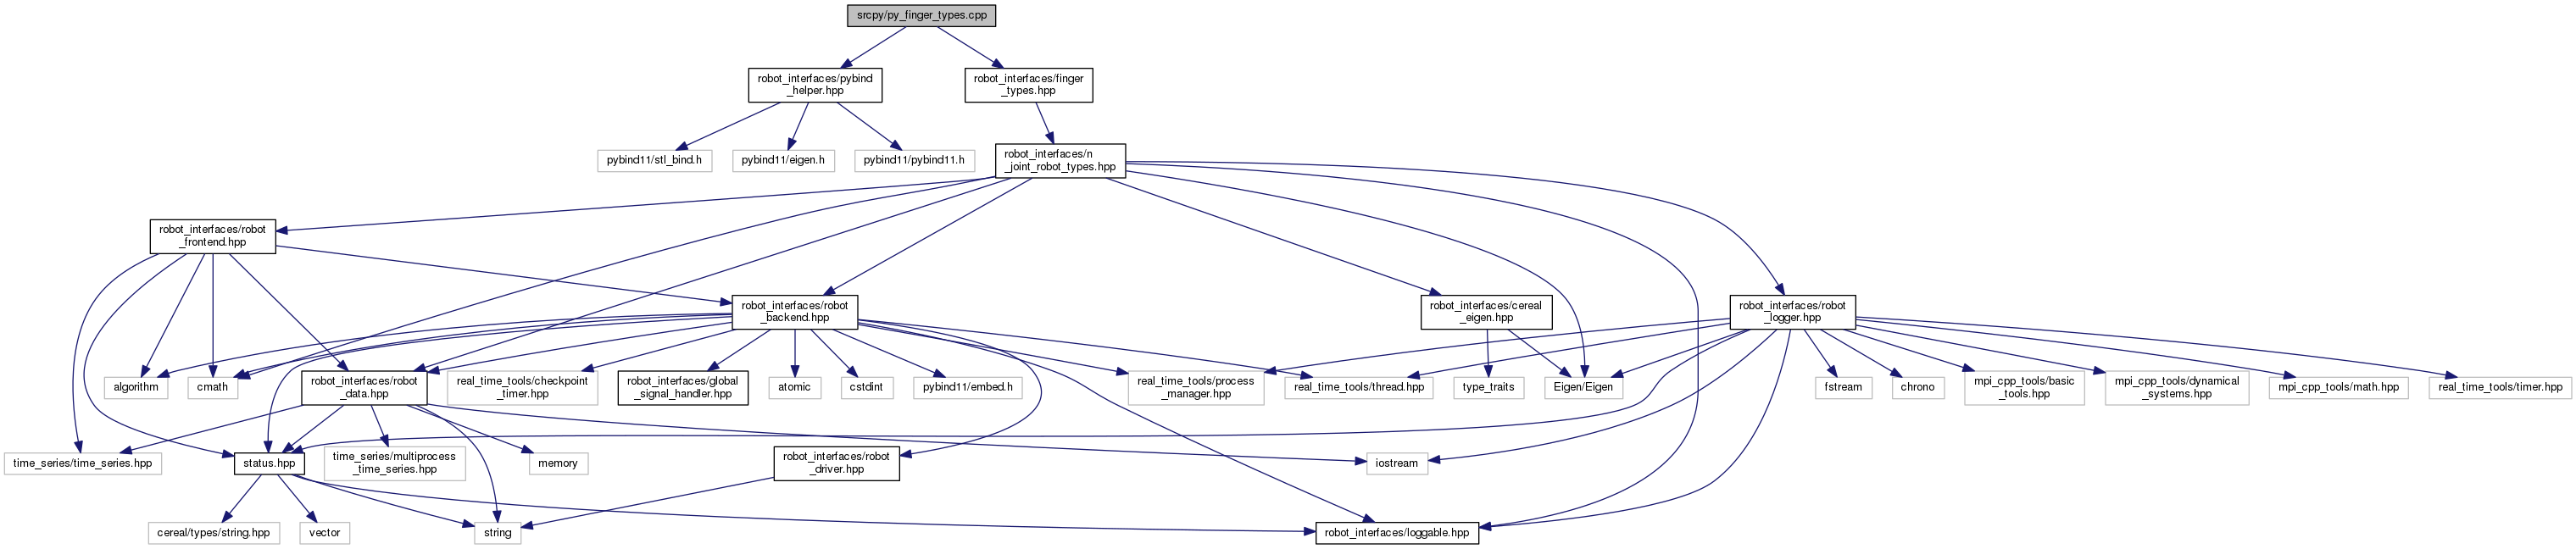 srcpy/py_finger_types.cpp
robot_interfaces/pybind
_helper.hpp
robot_interfaces/finger
_types.hpp
pybind11/stl_bind.h
pybind11/eigen.h
pybind11/pybind11.h
robot_interfaces/n
_joint_robot_types.hpp
robot_interfaces/robot
_frontend.hpp
robot_interfaces/robot
_backend.hpp
robot_interfaces/cereal
_eigen.hpp
robot_interfaces/robot
_logger.hpp
algorithm
cmath
robot_interfaces/robot
_data.hpp
real_time_tools/checkpoint
_timer.hpp
robot_interfaces/global
_signal_handler.hpp
atomic
cstdint
pybind11/embed.h
real_time_tools/process
_manager.hpp
real_time_tools/thread.hpp
type_traits
Eigen/Eigen
fstream
chrono
mpi_cpp_tools/basic
_tools.hpp
mpi_cpp_tools/dynamical
_systems.hpp
mpi_cpp_tools/math.hpp
real_time_tools/timer.hpp
time_series/time_series.hpp
status.hpp
time_series/multiprocess
_time_series.hpp
memory
robot_interfaces/robot
_driver.hpp
iostream
cereal/types/string.hpp
vector
string
robot_interfaces/loggable.hpp